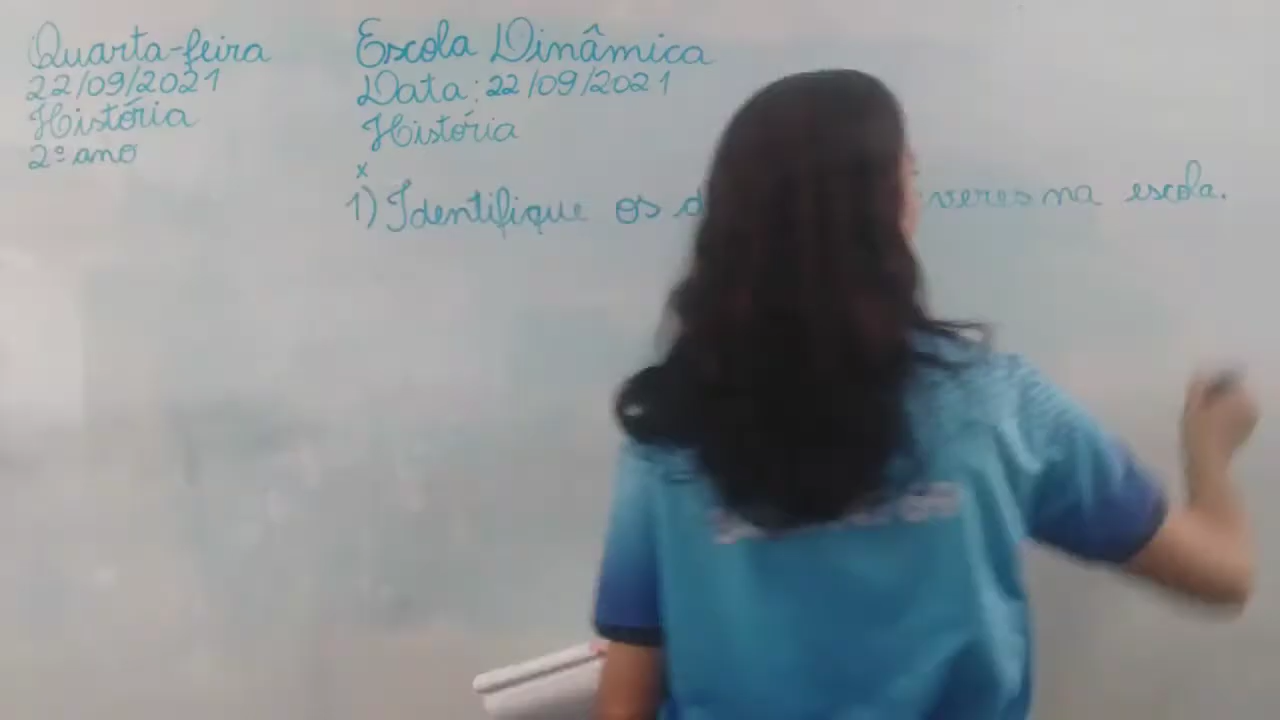 Quarta-feira
22/09/2021
História
2º ano
Escola Dinâmica
Data: 22/09/2021
História
x
1) Identifique os d veres na escola.